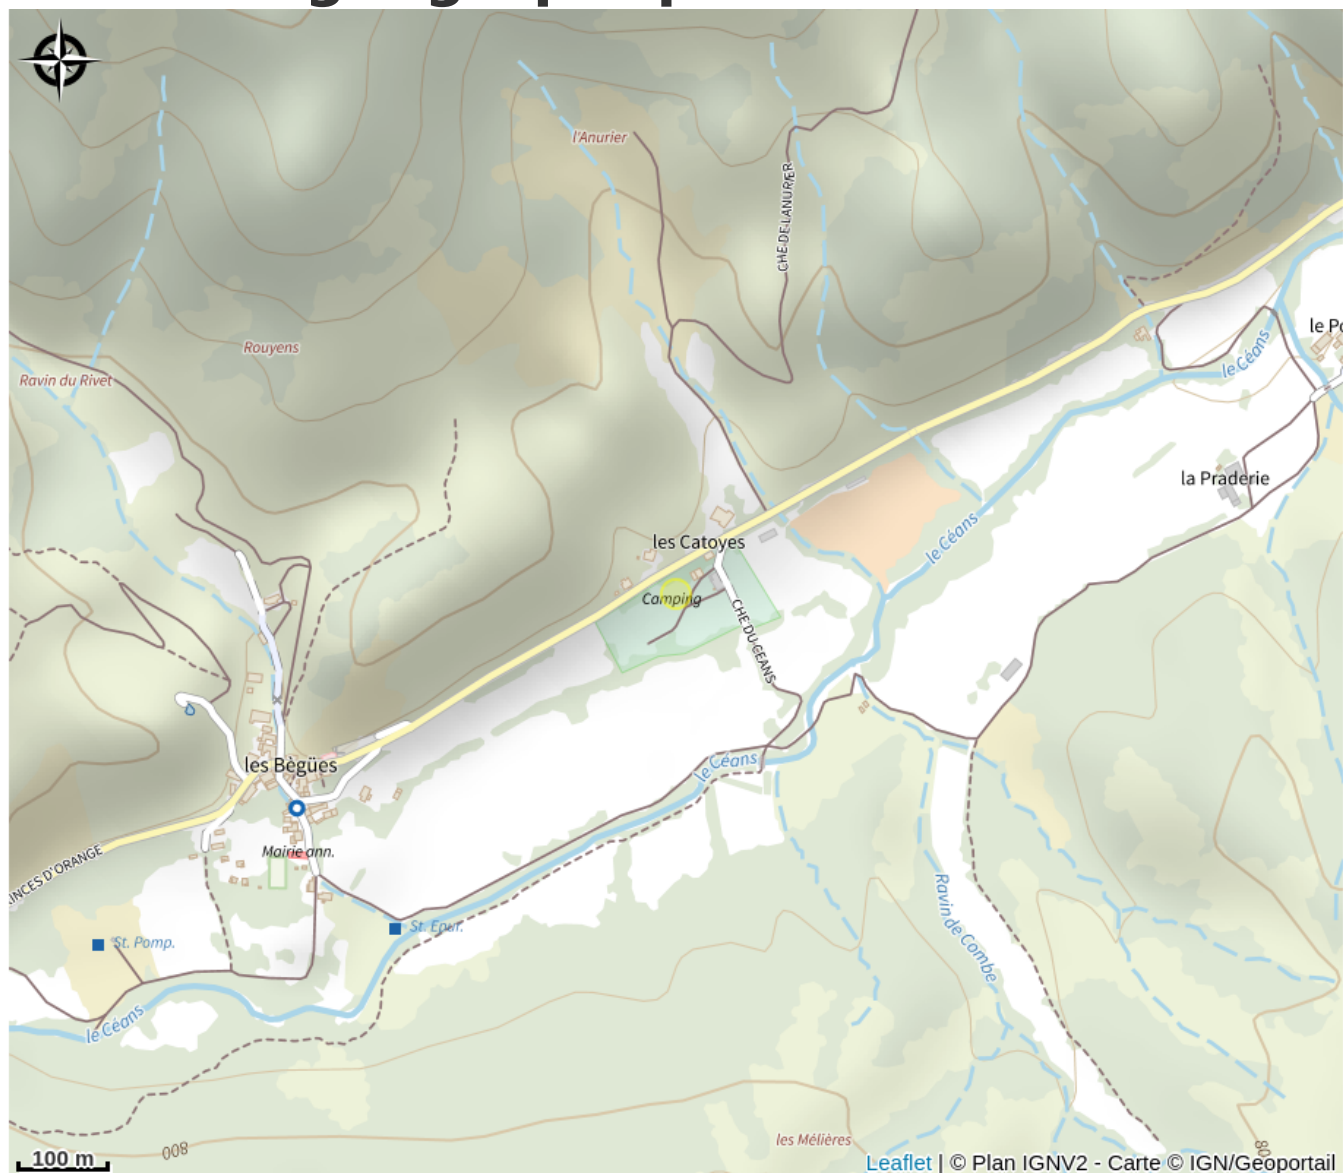 l'Anurier
CHE DE LANURIER
le Céans
Rouyens
Ravin du Rivet
la Praderie
le Céans
les Catoyes
Camping
CHE DU CEANS
les Bègües
le Céans
Mairie ann.
INCES D'ORANGE
St. Epur.
St. Pomp.
Ravin de Combe
le Céans
les Mélières
800
100 m
Leaflet | © Plan IGNV2 - Carte © IGN/Geoportail